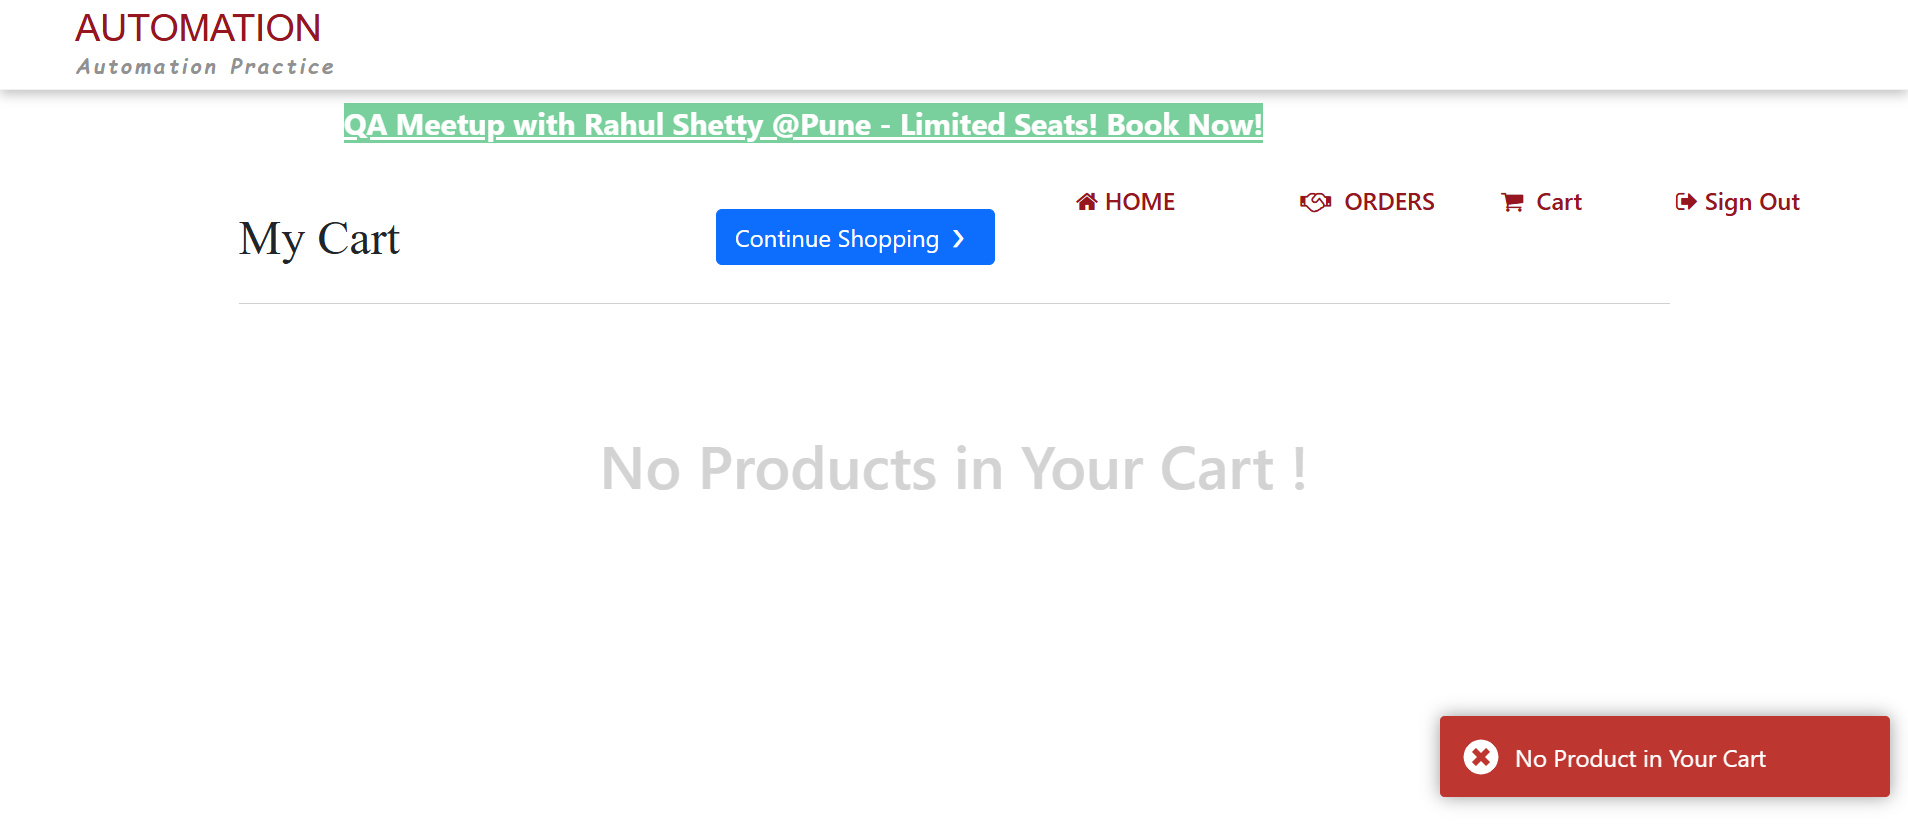 AUTOMATION
Automation Practice
QA Meetup with Rahul Shetty @Pune - Limited Seats! Book Now!
HOME
ORDERS
Cart
Sign Out
My Cart
Continue Shopping ❯
No Products in Your Cart !
No Product in Your Cart